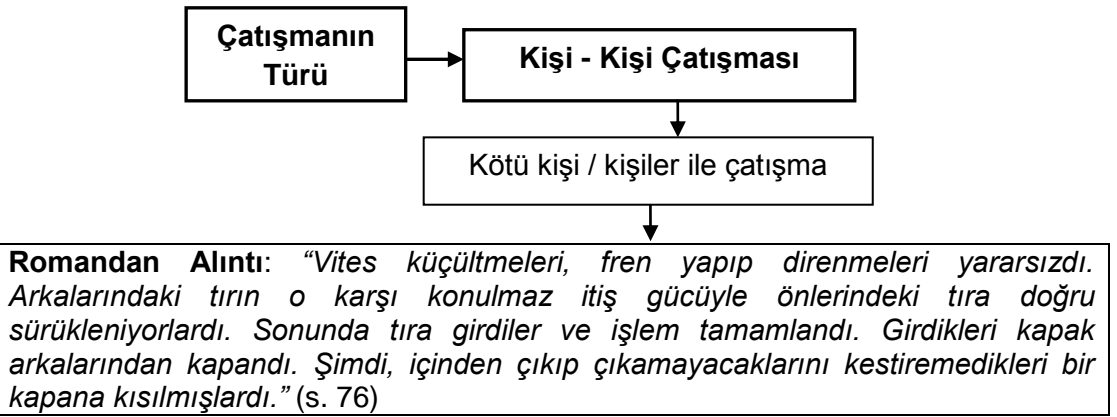 Çatışmanın
Türü
Kişi - Kişi Çatışması
Kötü kişi / kişiler ile çatışma
Romandan Alıntı: “Vites küçültmeleri, fren yapıp direnmeleri yararsızdı.
Arkalarındaki tırın o karşı konulmaz itiş gücüyle önlerindeki tıra doğru
sürükleniyorlardı. Sonunda tıra girdiler ve işlem tamamlandı. Girdikleri kapak
arkalarından kapandı. Şimdi, içinden çıkıp çıkamayacaklarını kestiremedikleri bir
kapana kısılmışlardı.” (s. 76)